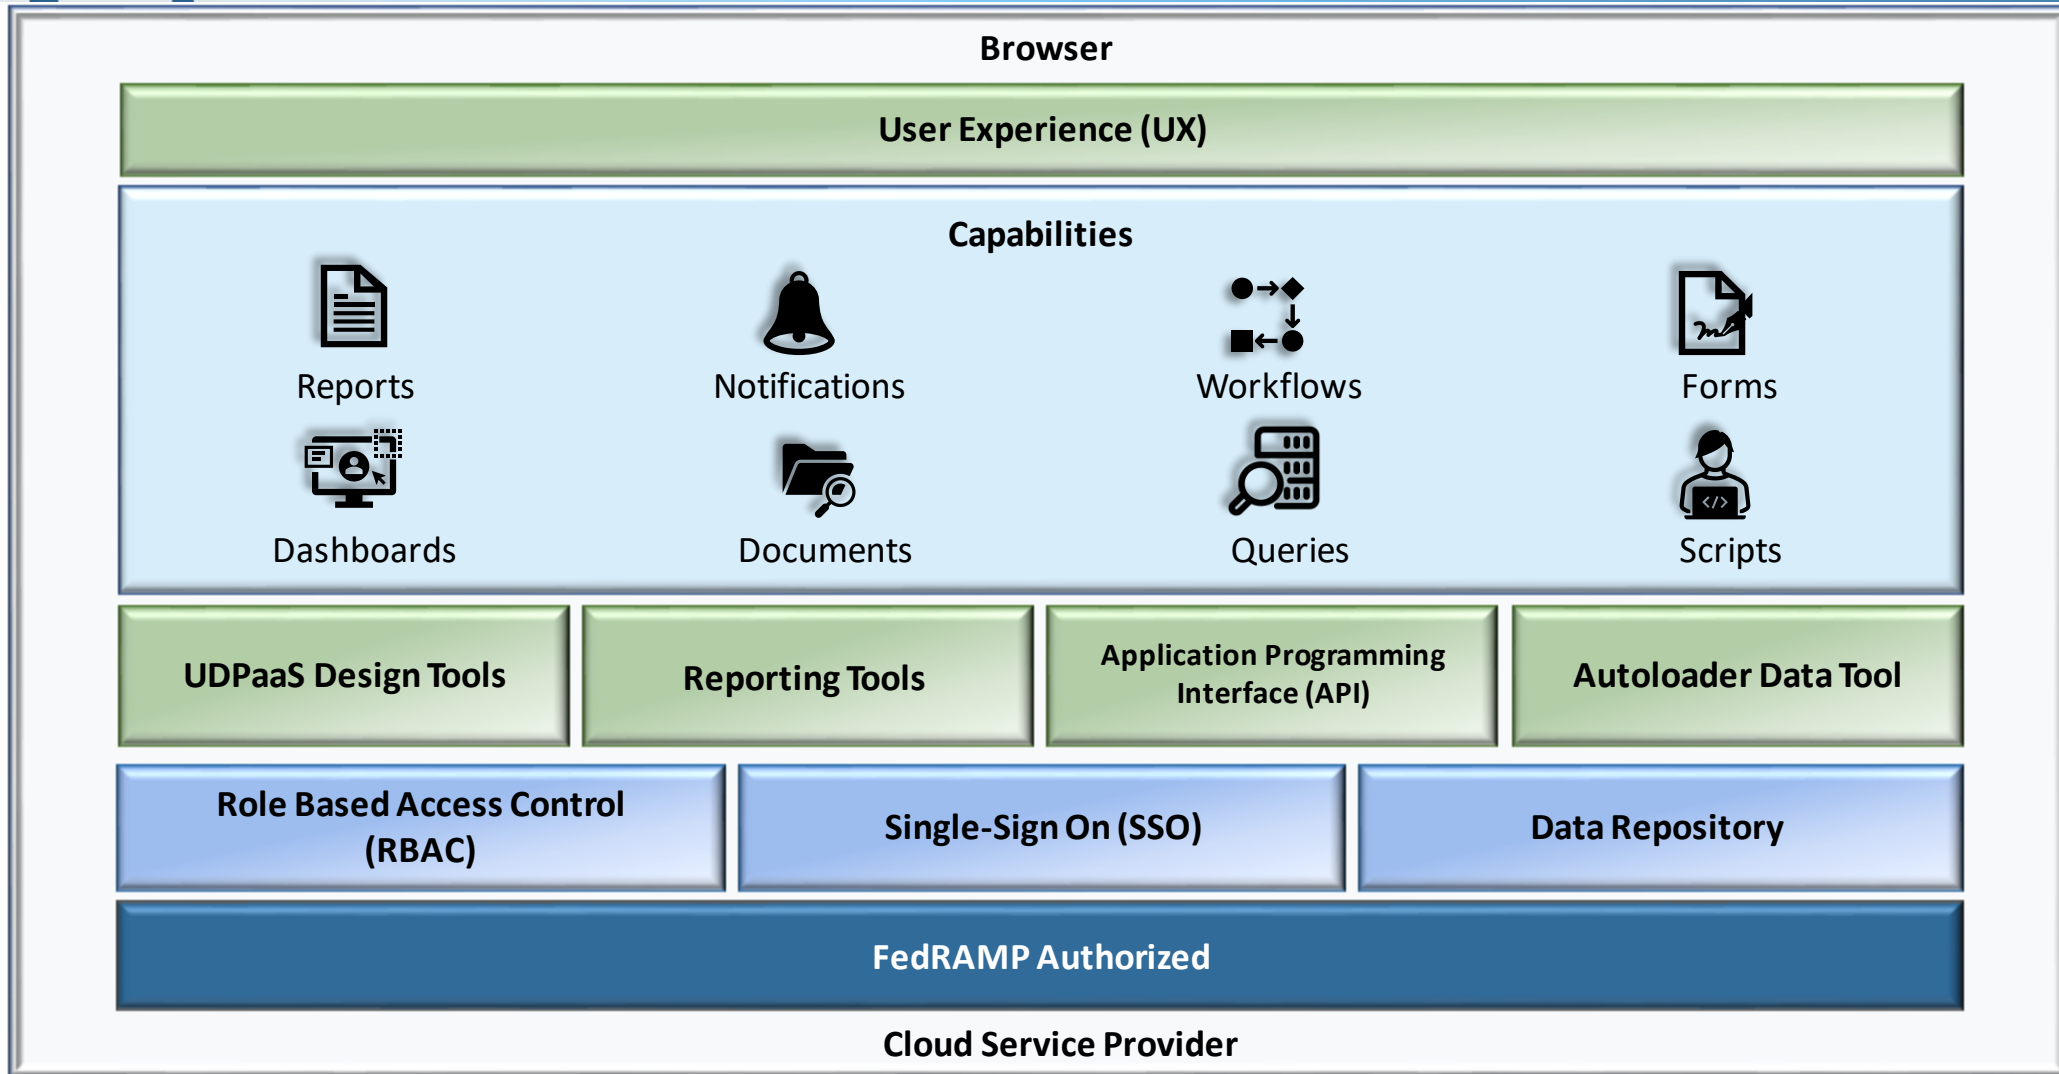 Browser
User Experience (UX)
Capabilities
Reports
Notifications
Workflows
Forms
Dashboards
Documents
Queries
Scripts
UDPaaS Design Tools
Reporting Tools
Application Programming
Interface (API)
Autoloader Data Tool
Role Based Access Control
(RBAC)
Single-Sign On (SSO)
Data Repository
FedRAMP Authorized
Cloud Service Provider